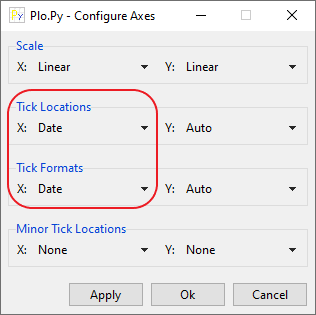 Plo.Py - Configure Axes
Scale
X: Linear Y: Linear
Tick Locations
X: Date Y: Auto
Tick Formats
X: Date Y: Auto
Minor Tick Locations
X: None Y: None
Apply Ok Cancel